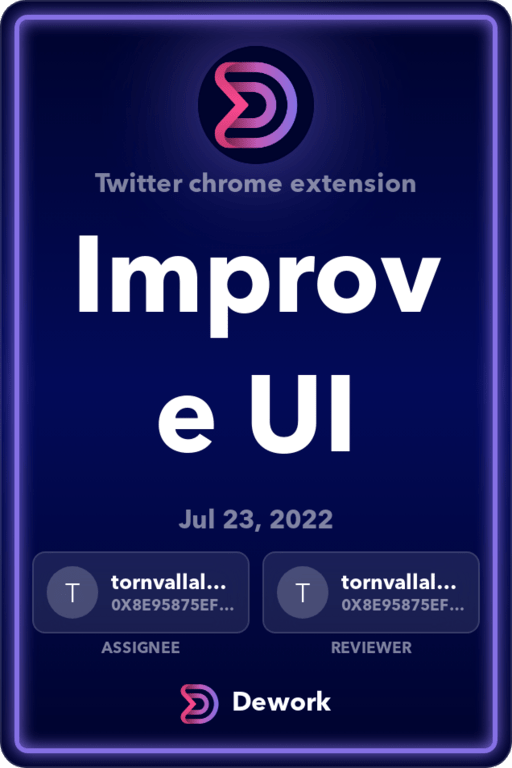 Twitter chrome extension
Improv
e UI
Jul 23, 2022
T tornvallal... T tornvallal...
0X8E95875EF... 0X8E95875EF...
ASSIGNEE REVIEWER
Dework